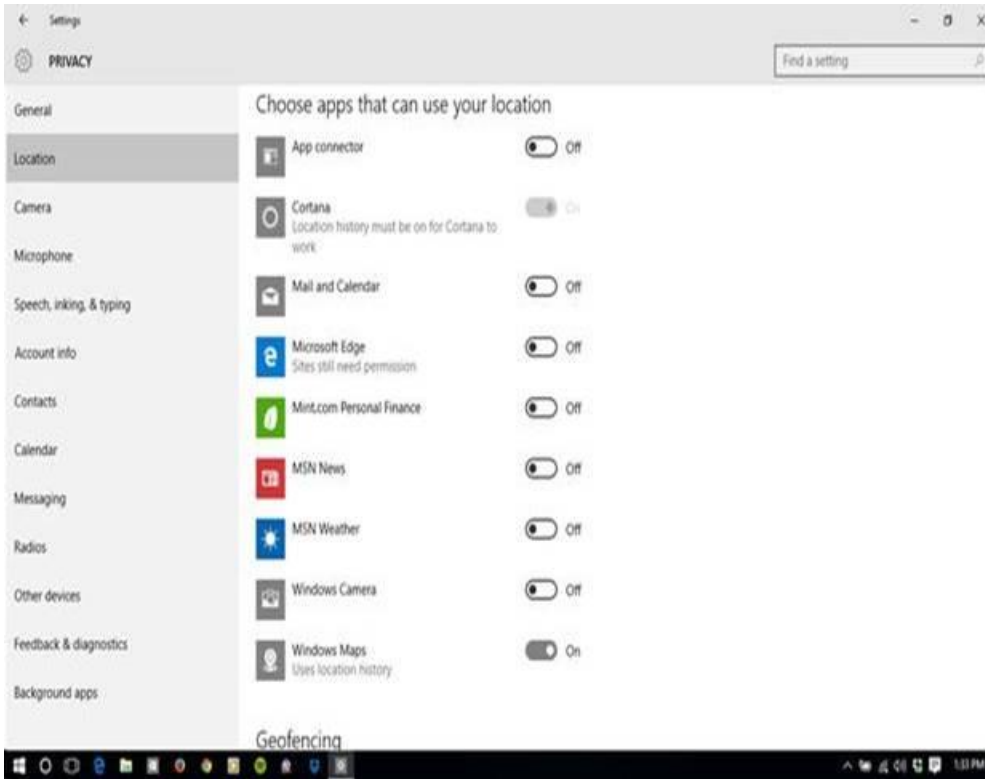 Settings
PRIVACY
Find a setting
General
Location
Camera
Microphone
Speech, inking, & typing
Account info
Contacts
Calendar
Messaging
Radios
Other devices
Feedback & diagnostics
Background apps
Choose apps that can use your location
App connector
Off
Cortana
On
Location history must be on for Cortana to
work
Mail and Calendar
Off
Microsoft Edge
Off
Sites still need permission
Mint.com Personal Finance
Off
MSN News
Off
MSN Weather
Off
Windows Camera
Off
Windows Maps
On
Uses location history
Geofencing
1:33 PM